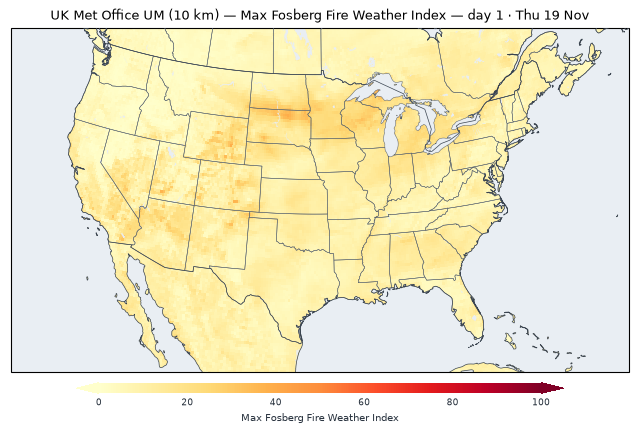 UK Met Office UM (10 km) — Max Fosberg Fire Weather Index — day 1 · Thu 19 Nov
0 20 40 60 80 100
Max Fosberg Fire Weather Index